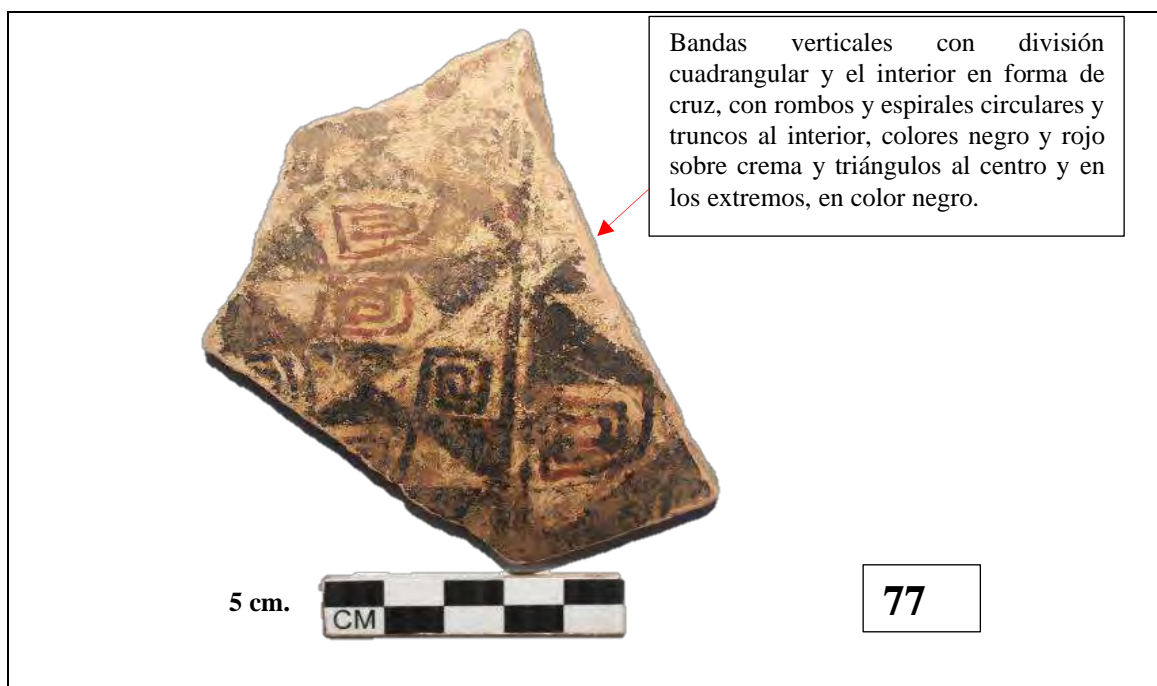 Bandas verticales con división
cuadrangular y el interior en forma de
cruz, con rombos y espirales circulares y
truncos al interior, colores negro y rojo
sobre crema y triángulos al centro y en
los extremos, en color negro.
5 cm.
CM
77